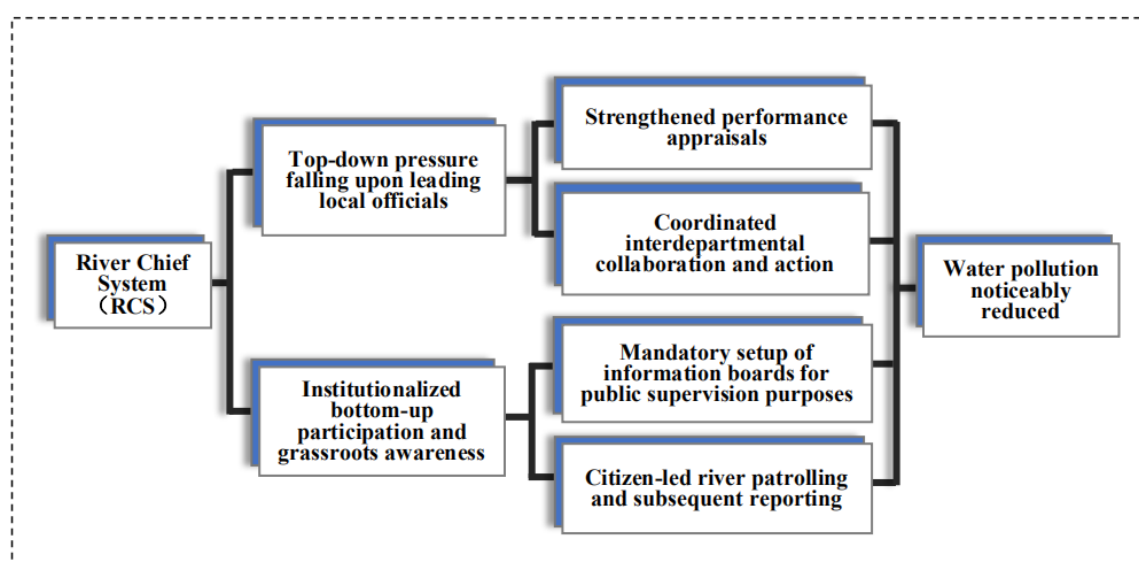 River Chief
System
（RCS）
Top-down pressure
falling upon leading
local officials
Institutionalized
bottom-up
participation and
grassroots awareness
Strengthened performance
appraisals
Coordinated
interdepartmental
collaboration and action
Mandatory setup of
information boards for
public supervision purposes
Citizen-led river patrolling
and subsequent reporting
Water pollution
noticeably
reduced